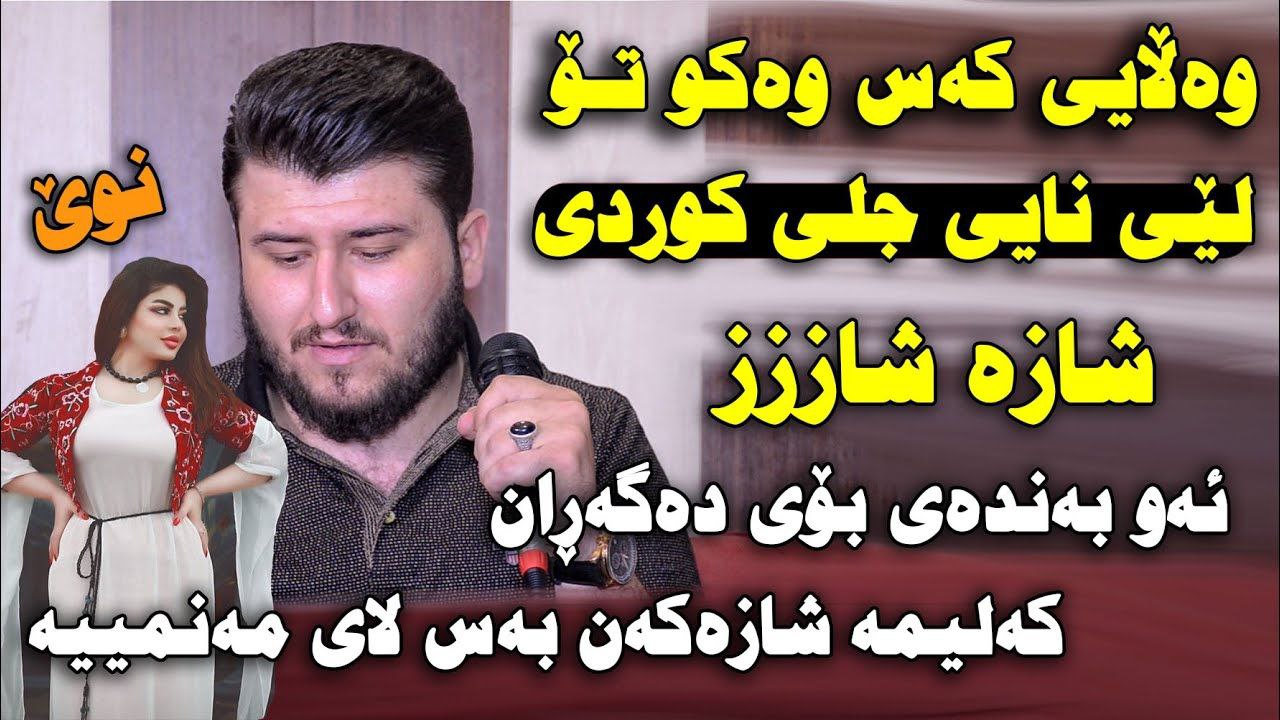 وەڵایی کەس وەکو تۆ
لێی نایی جلی کوردی
نوێ
شازە شاززز
ئەو بەندەی بۆی دەگەڕان
کەلیمە شازەکەن بەس لای مەنمییە